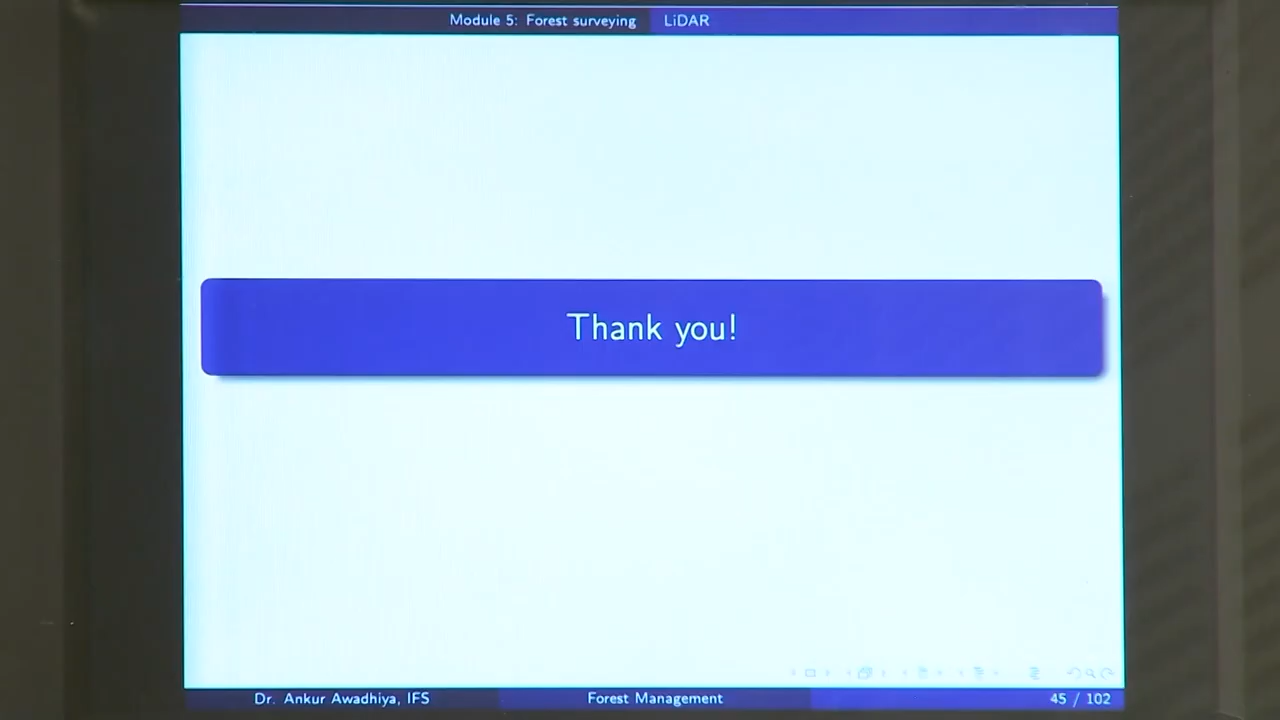 Module 5: Forest surveying LiDAR
Thank you!
Dr. Ankur Awadhiya, IFS Forest Management 45 / 102